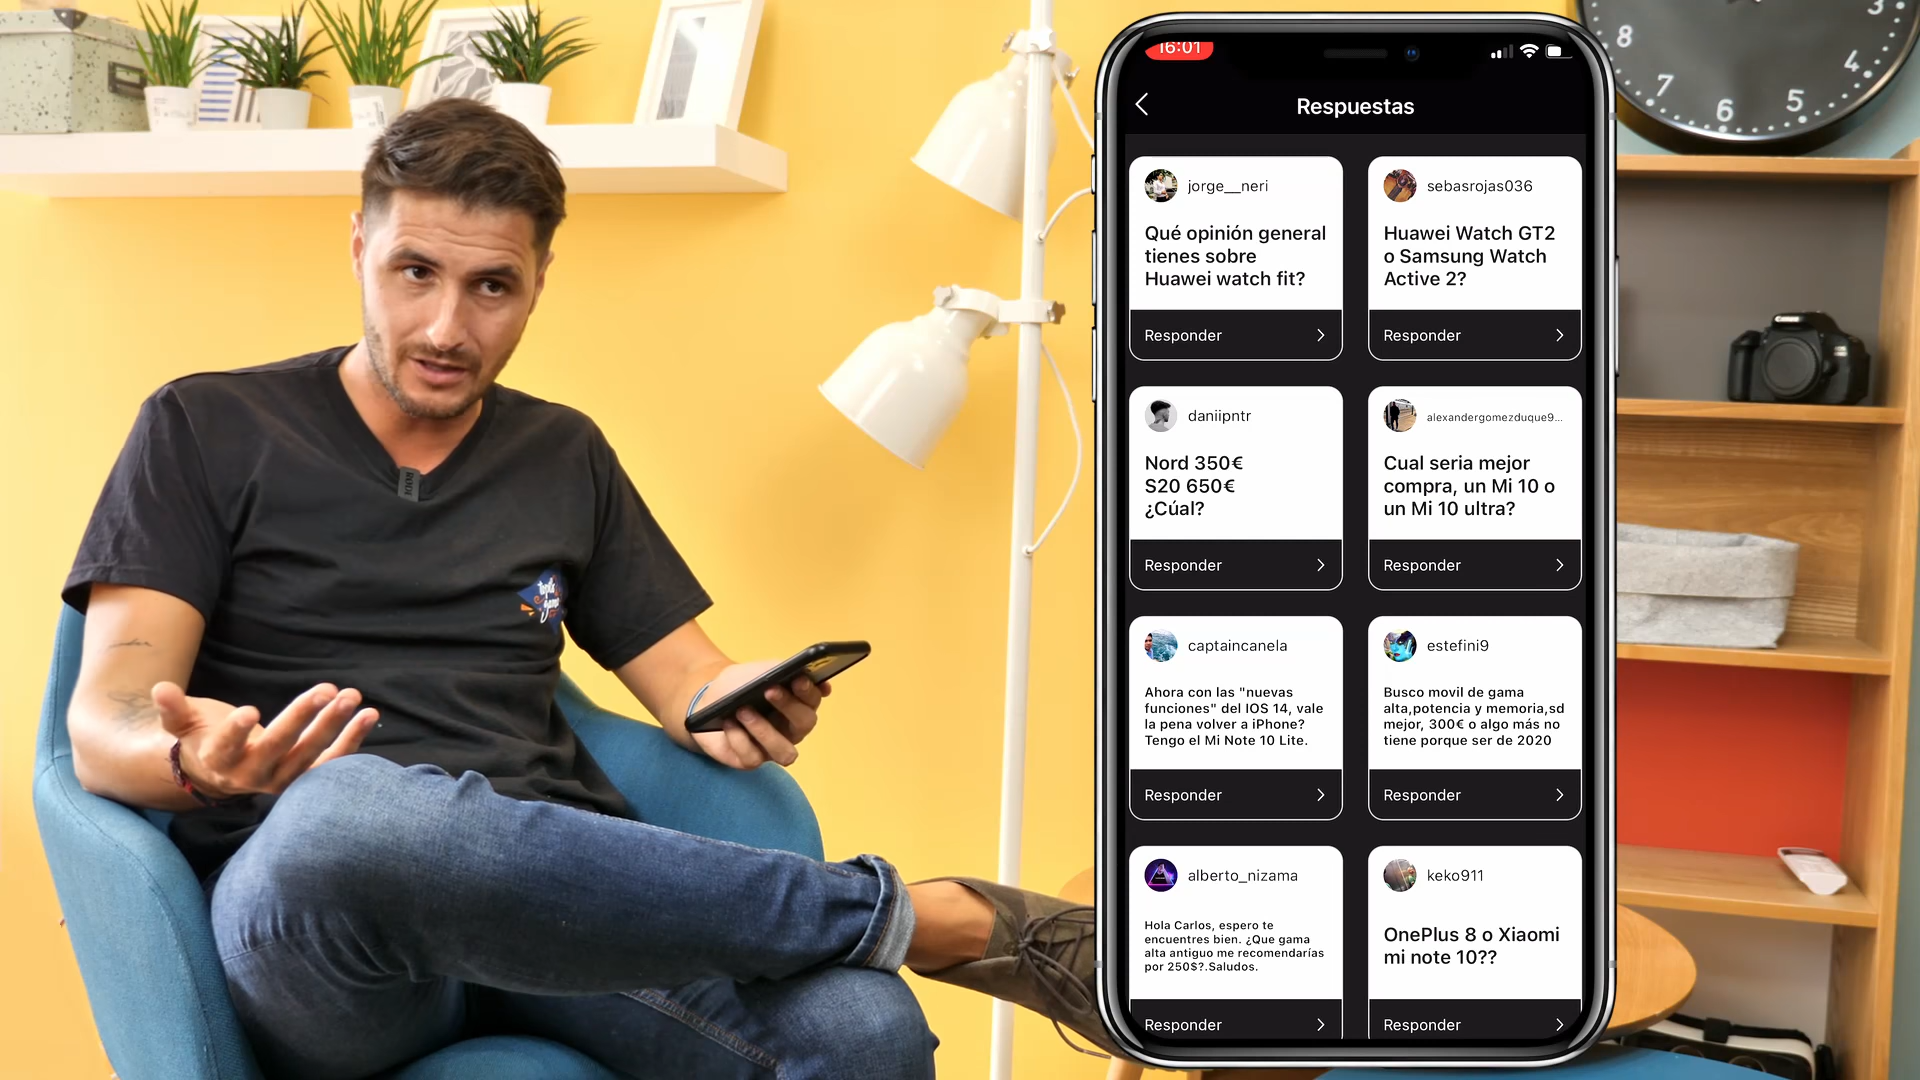 16:01
Respuestas
jorge__neri
Qué opinión general
tienes sobre
Huawei watch fit?
Responder
sebasrojas036
Huawei Watch GT2
o Samsung Watch
Active 2?
Responder
daniipntr
Nord 350€
S20 650€
¿Cúal?
Responder
alexandergomezduque9...
Cual seria mejor
compra, un Mi 10 o
un Mi 10 ultra?
Responder
captaincanela
Ahora con las "nuevas
funciones" del IOS 14, vale
la pena volver a iPhone?
Tengo el Mi Note 10 Lite.
Responder
estefini9
Busco movil de gama
alta,potencia y memoria,sd
mejor, 300€ o algo más no
tiene porque ser de 2020
Responder
alberto_nizama
Hola Carlos, espero te
encuentres bien. ¿Que gama
alta antiguo me recomendarías
por 250$?.Saludos.
Responder
keko911
OnePlus 8 o Xiaomi
mi note 10??
Responder
8
7
6
5
4
3